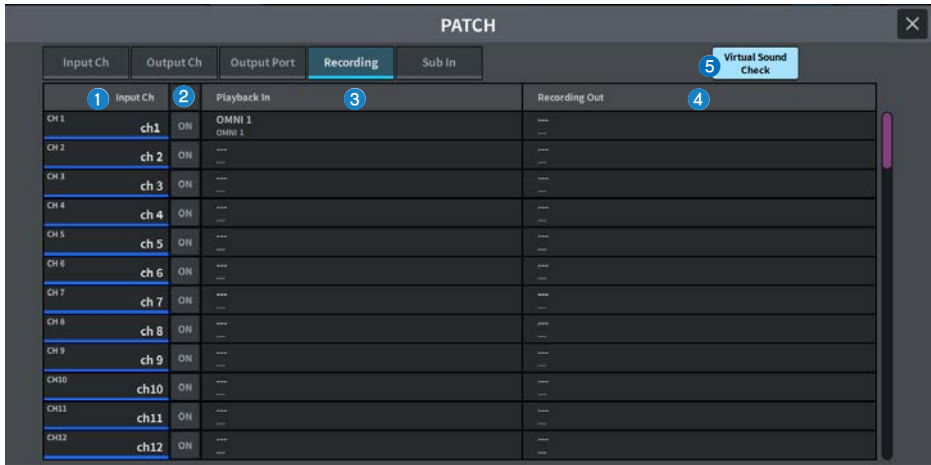 PATCH
Input Ch Output Ch Output Port Recording Sub In
5 Virtual Sound
Check
1 Input Ch 2 Playback In 3 Recording Out 4
CH 1 ch1 ON OMNI 1 ---
OMNI 1 ---
CH 2 ch 2 ON --- ---
--- ---
CH 3 ch 3 ON --- ---
--- ---
CH 4 ch 4 ON --- ---
--- ---
CH 5 ch 5 ON --- ---
--- ---
CH 6 ch 6 ON --- ---
--- ---
CH 7 ch 7 ON --- ---
--- ---
CH 8 ch 8 ON --- ---
--- ---
CH 9 ch 9 ON --- ---
--- ---
CH10 ch10 ON --- ---
--- ---
CH11 ch11 ON --- ---
--- ---
CH12 ch12 ON --- ---
--- ---